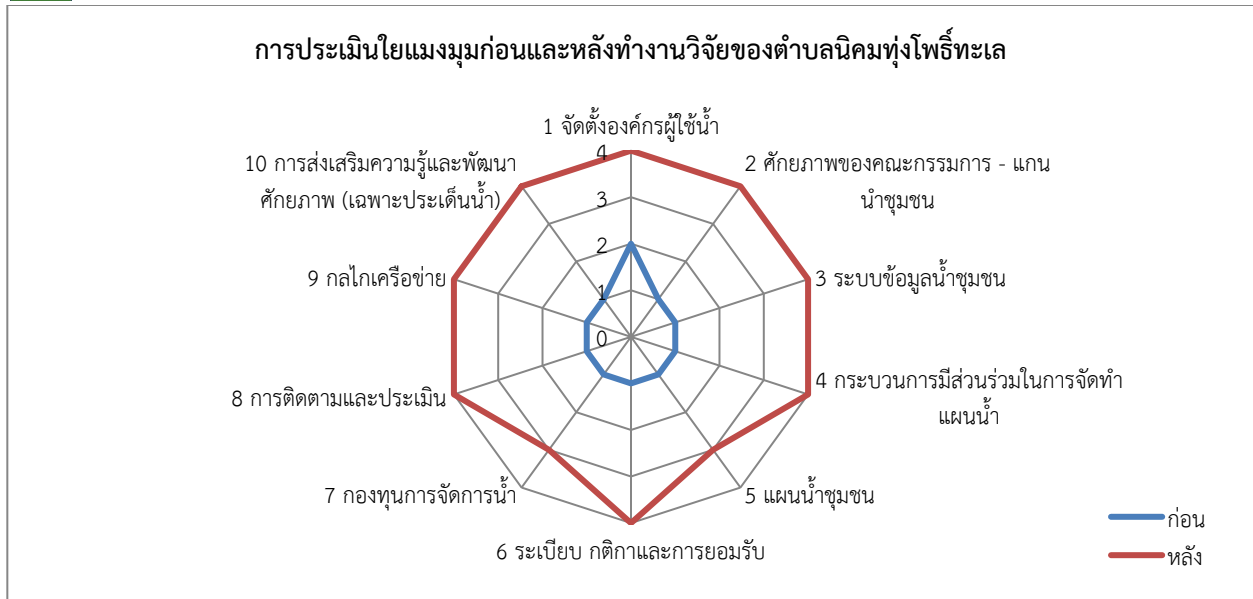 การประเมินใยแมงมุมก่อนและหลังทำงานวิจัยของตำบลนิคมทุ่งโพธิ์ทะเล
1 จัดตั้งองค์กรผู้ใช้น้ำ
2 ศักยภาพของคณะกรรมการ - แกน
นำชุมชน
3 ระบบข้อมูลน้ำชุมชน
4 กระบวนการมีส่วนร่วมในการจัดทำ
แผนน้ำ
5 แผนน้ำชุมชน
6 ระเบียบ กติกาและการยอมรับ
7 กองทุนการจัดการน้ำ
8 การติดตามและประเมิน
9 กลไกเครือข่าย
10 การส่งเสริมความรู้และพัฒนา
ศักยภาพ (เฉพาะประเด็นน้ำ)
4
3
2
1
0
ก่อน
หลัง